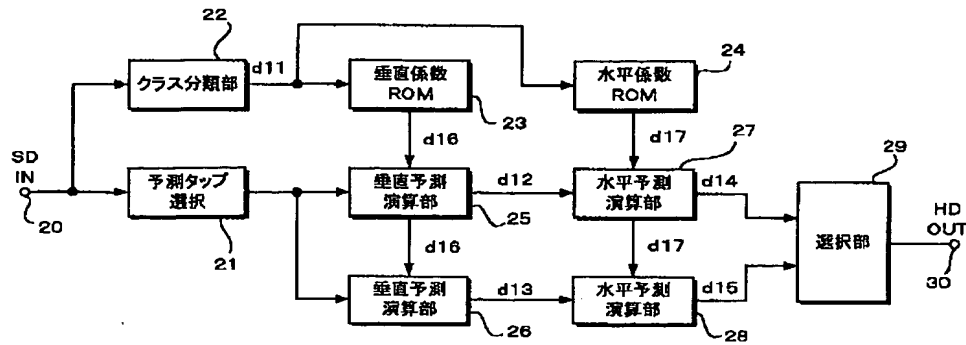 22
クラス分類部
d11
垂直係数
ROM
23
水平係数
ROM
24
d16
d17
27
SD
IN
20
予測タップ
選択
21
垂直予測
演算部
25
d12
水平予測
演算部
d14
29
選択部
HD
OUT
30
d16
d17
垂直予測
演算部
26
d13
水平予測
演算部
28
d15